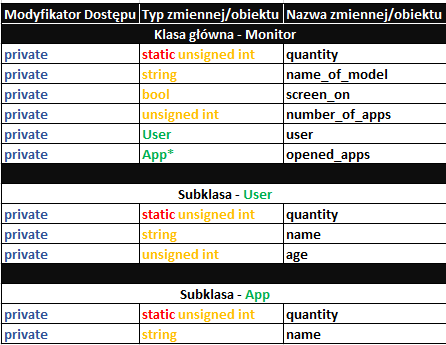 Modyfikator Dostępu Typ zmiennej/obiektu Nazwa zmiennej/obiektu
Klasa główna - Monitor
private static unsigned int quantity
private string name_of_model
private bool screen_on
private unsigned int number_of_apps
private User user
private App* opened_apps
Subklasa - User
private static unsigned int quantity
private string name
private unsigned int age
Subklasa - App
private static unsigned int quantity
private string name